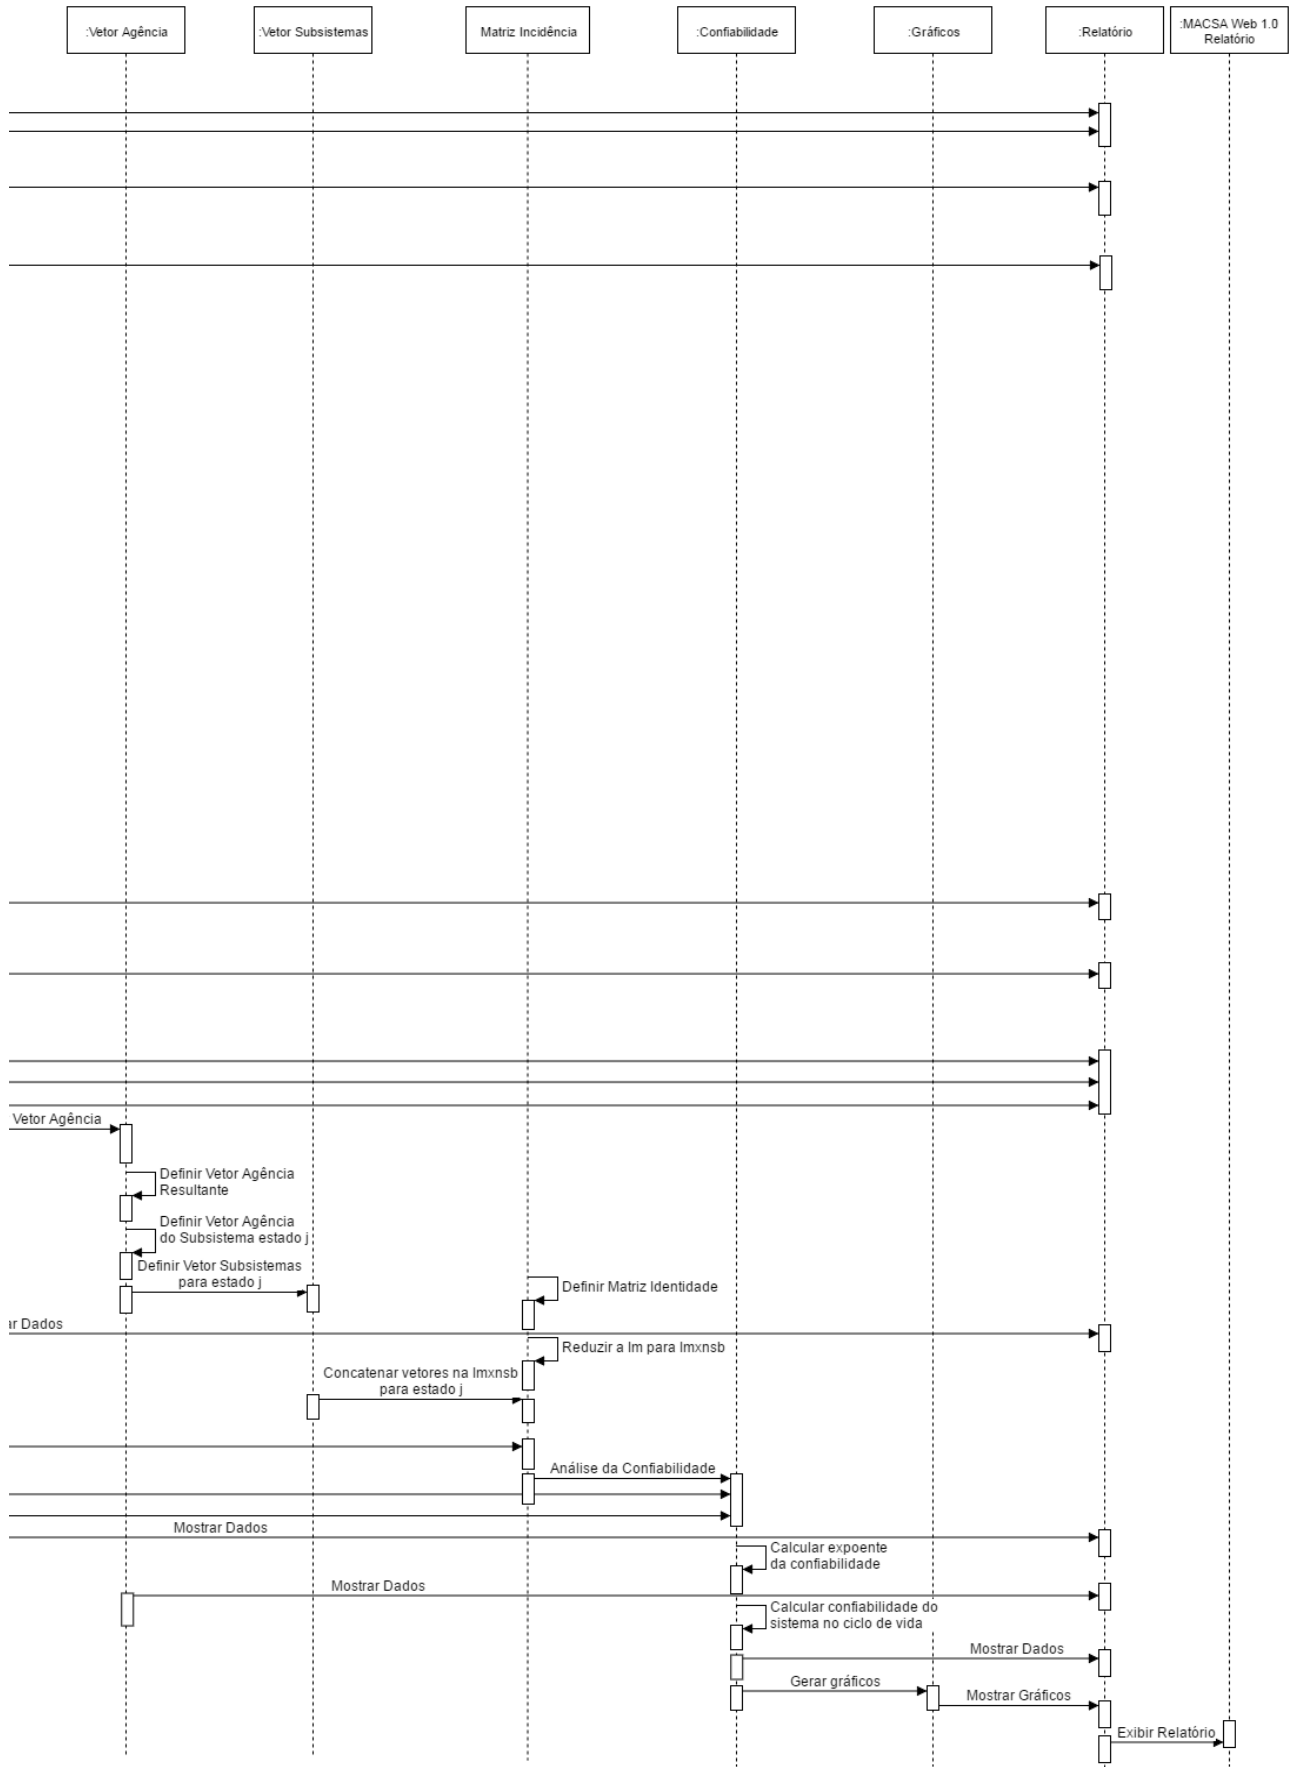 :Vetor Agência
:Vetor Subsistemas
Matriz Incidência
:Confiabilidade
:Gráficos
:Relatório
:MACSA Web 1.0
Relatório
Vetor Agência
Definir Vetor Agência
Resultante
Definir Vetor Agência
do Subsistema estado j
Definir Vetor Subsistemas
para estado j
Definir Matriz Identidade
ar Dados
Reduzir a Im para Imxnsb
Concatenar vetores na Imxnsb
para estado j
Análise da Confiabilidade
Mostrar Dados
Calcular expoente
da confiabilidade
Mostrar Dados
Calcular confiabilidade do
sistema no ciclo de vida
Mostrar Dados
Gerar gráficos
Mostrar Gráficos
Exibir Relatório